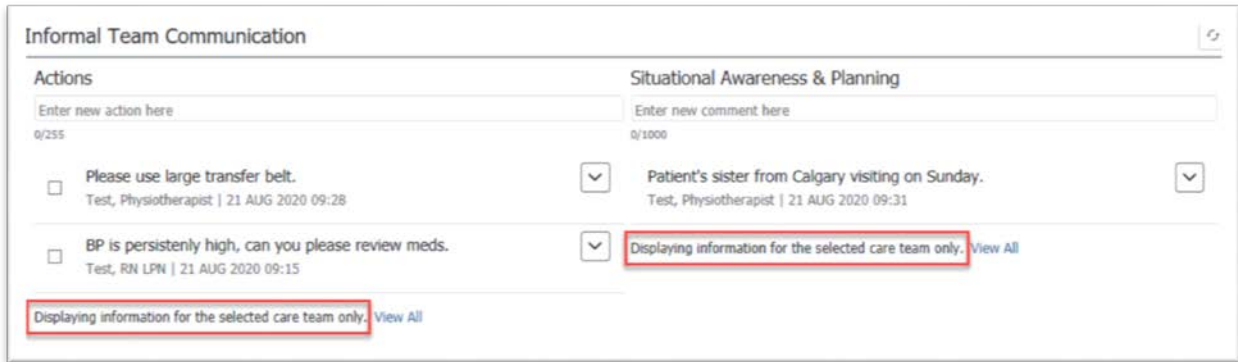 Informal Team Communication
Actions
Enter new action here
0/255
Please use large transfer belt.
Test, Physiotherapist | 21 AUG 2020 09:28
BP is persistenly high, can you please review meds.
Test, RN LPN | 21 AUG 2020 09:15
Displaying information for the selected care team only. View All
Situational Awareness & Planning
Enter new comment here
0/1000
Patient's sister from Calgary visiting on Sunday.
Test, Physiotherapist | 21 AUG 2020 09:31
Displaying information for the selected care team only. View All